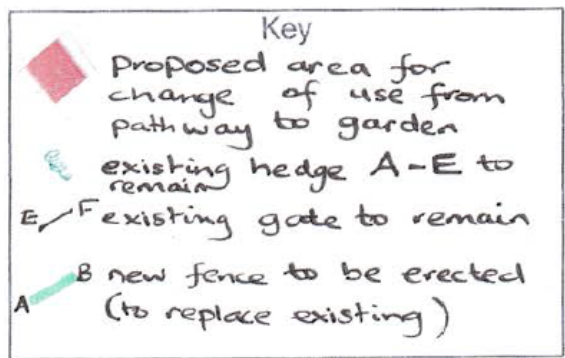 Key
Proposed area for
change of use from
pathway to garden
existing hedge A-E to
remain
E F existing gate to remain
B new fence to be erected
A (to replace existing)